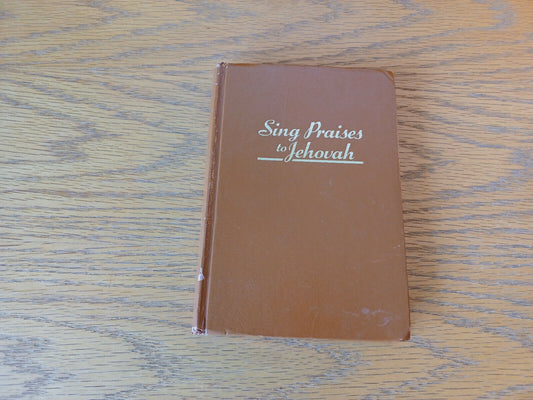 Sing Praises
to Jehovah